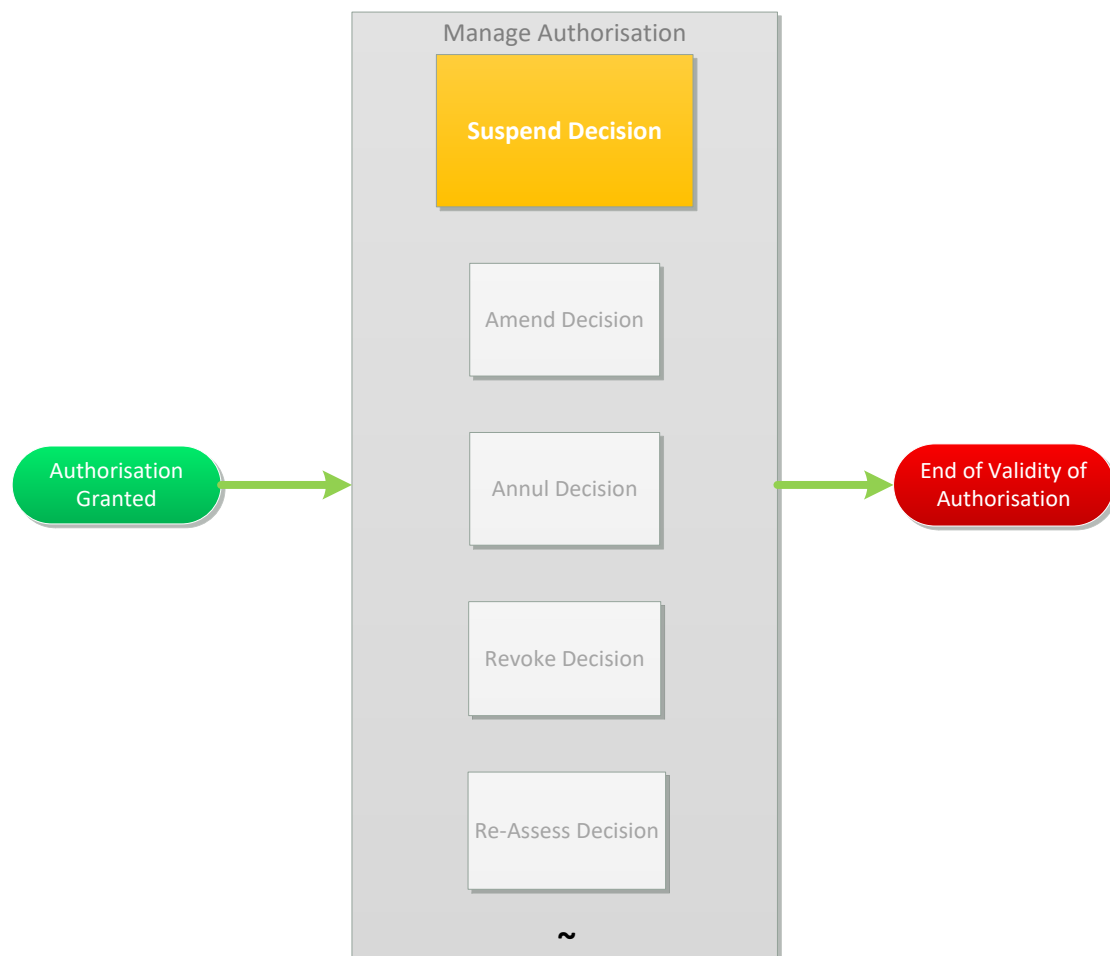 Manage Authorisation
Suspend Decision
Amend Decision
Authorisation
Granted
Annul Decision
End of Validity of
Authorisation
Revoke Decision
Re-Assess Decision
~